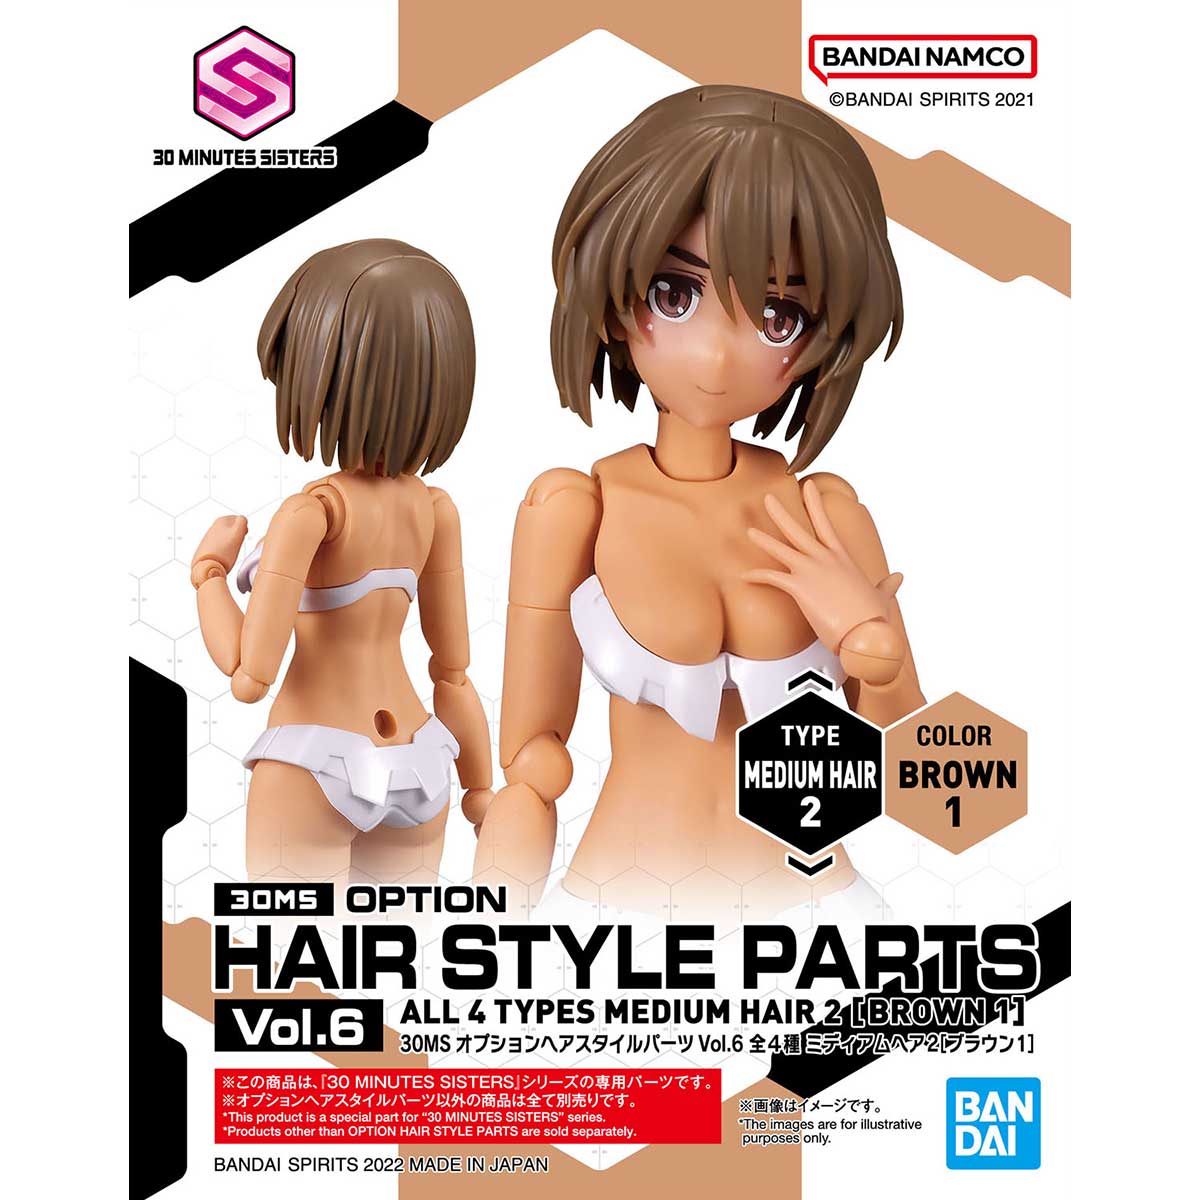 30 MINUTES SISTERS
BANDAI NAMCO
©BANDAI SPIRITS 2021
TYPE
MEDIUM HAIR
2
COLOR
BROWN
1
30MS OPTION
HAIR STYLE PARTS
Vol.6
ALL 4 TYPES MEDIUM HAIR 2 [BROWN 1]
30MS オプションヘアスタイルパーツ Vol.6 全4種 ミディアムヘア2[ブラウン1]
※この商品は、『30 MINUTES SISTERS』シリーズの専用パーツです。
※オプションヘアスタイルパーツ以外の商品は全て別売りです。
*This product is a special part for “30 MINUTES SISTERS” series.
*Products other than OPTION HAIR STYLE PARTS are sold separately.
※画像はイメージです。
*The images are for illustrative
purposes only.
BAN
DAI
BANDAI SPIRITS 2022 MADE IN JAPAN